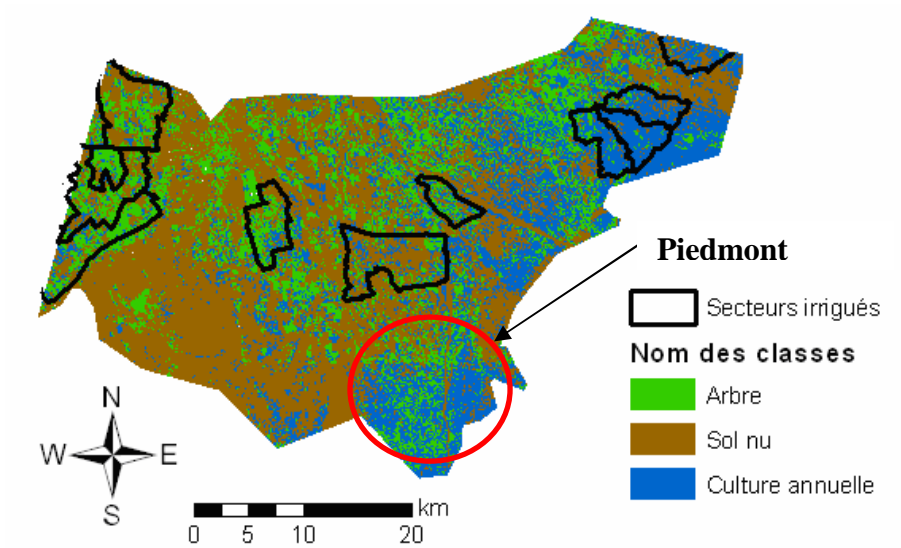 Piedmont
Secteurs irrigués
Nom des classes
Arbre
Sol nu
Culture annuelle
N
W E
S
km
0 5 10 20